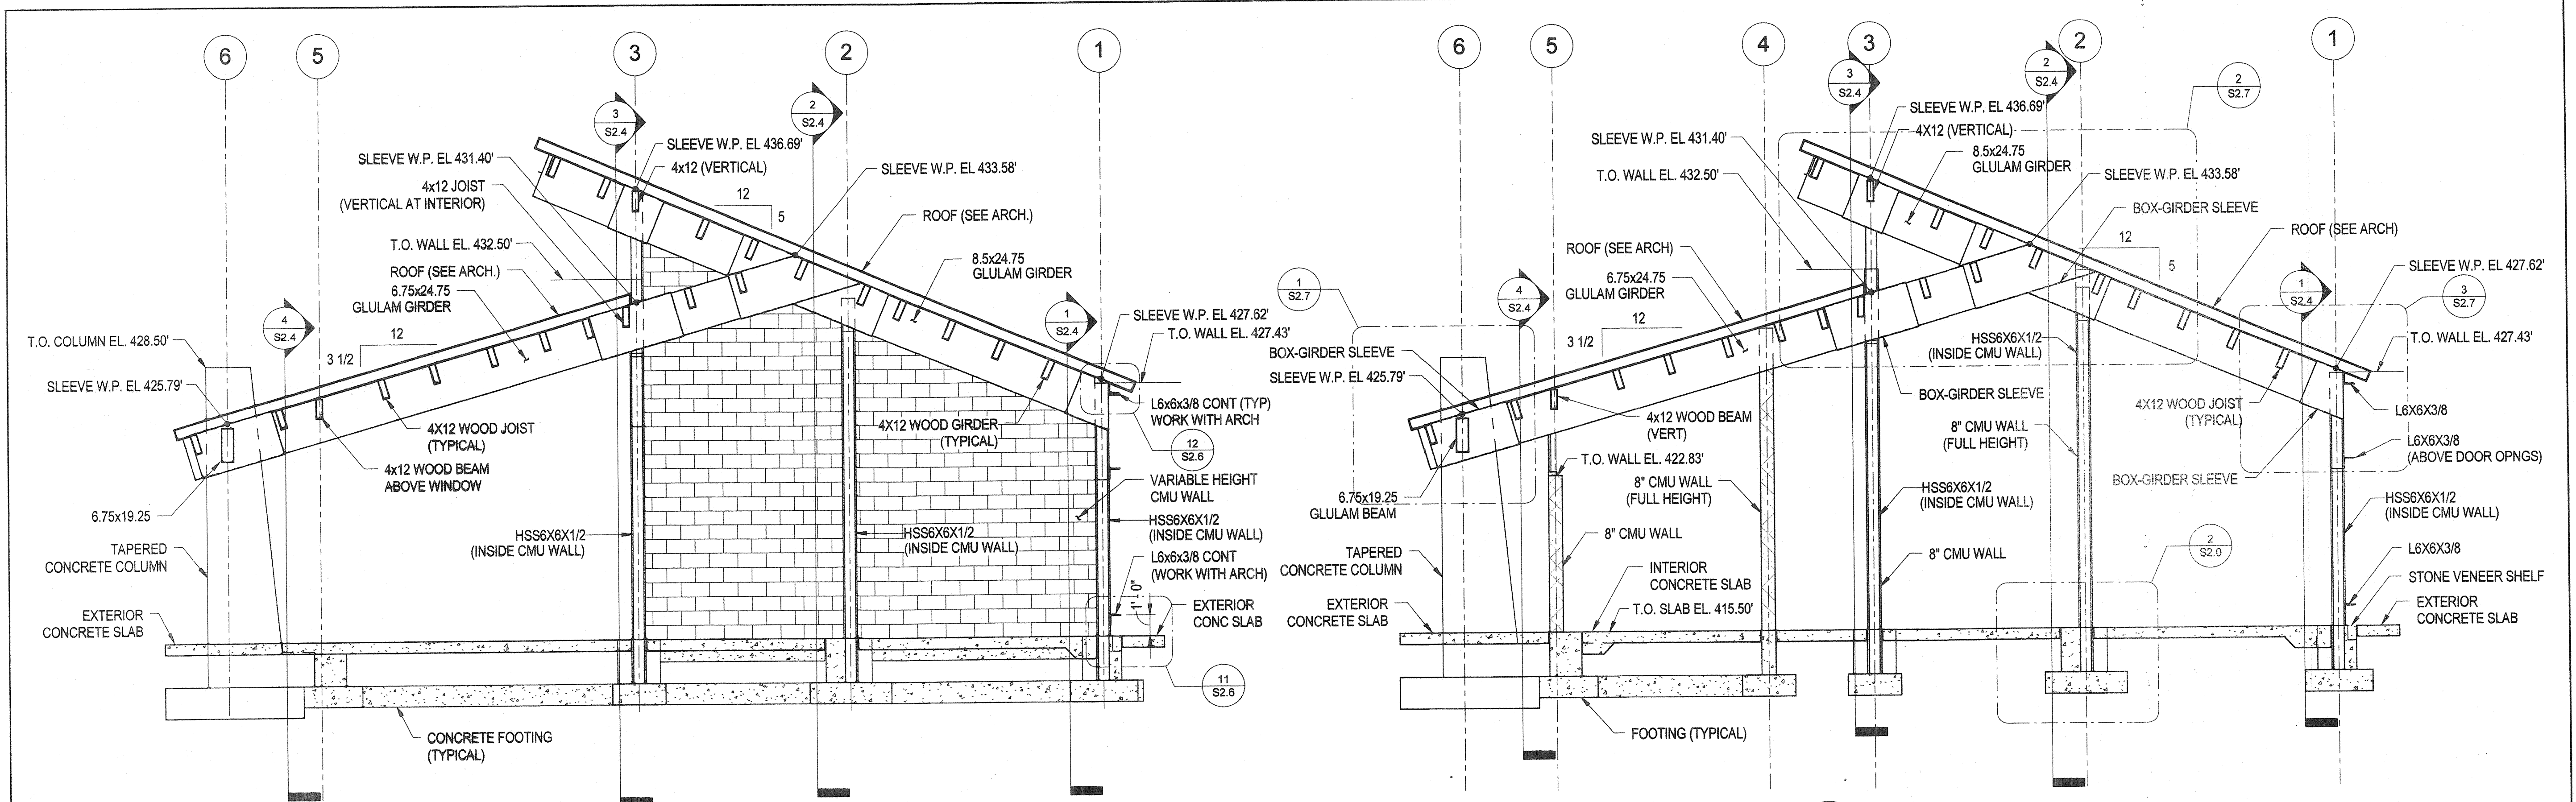 6
5
3
2
1
3
S2.4
2
S2.4
SLEEVE W.P. EL 436.69'
4x12 (VERTICAL)
SLEEVE W.P. EL 431.40'
SLEEVE W.P. EL 433.58'
4x12 JOIST
(VERTICAL AT INTERIOR)
12
5
ROOF (SEE ARCH.)
T.O. WALL EL. 432.50'
ROOF (SEE ARCH.)
6.75x24.75
GLULAM GIRDER
8.5x24.75
GLULAM GIRDER
4
S2.4
12
3 1/2
1
S2.4
SLEEVE W.P. EL 427.62'
T.O. WALL EL. 427.43'
T.O. COLUMN EL. 428.50'
SLEEVE W.P. EL 425.79'
L6x6x3/8 CONT (TYP)
WORK WITH ARCH
4X12 WOOD JOIST
(TYPICAL)
4X12 WOOD GIRDER
(TYPICAL)
12
S2.6
4x12 WOOD BEAM
ABOVE WINDOW
VARIABLE HEIGHT
CMU WALL
6.75x19.25
HSS6X6X1/2
(INSIDE CMU WALL)
HSS6X6X1/2
(INSIDE CMU WALL)
HSS6X6X1/2
(INSIDE CMU WALL)
TAPERED
CONCRETE COLUMN
L6x6x3/8 CONT
(WORK WITH ARCH)
1'- 0"
EXTERIOR
CONCRETE SLAB
EXTERIOR
CONC SLAB
11
S2.6
CONCRETE FOOTING
(TYPICAL)
6
5
4
3
2
1
3
S2.4
2
S2.4
2
S2.7
SLEEVE W.P. EL 436.69'
4X12 (VERTICAL)
SLEEVE W.P. EL 431.40'
8.5x24.75
GLULAM GIRDER
T.O. WALL EL. 432.50'
SLEEVE W.P. EL 433.58'
BOX-GIRDER SLEEVE
12
5
ROOF (SEE ARCH)
ROOF (SEE ARCH)
6.75x24.75
GLULAM GIRDER
SLEEVE W.P. EL 427.62'
1
S2.7
4
S2.4
1
S2.4
3
S2.7
12
3 1/2
HSS6X6X1/2
(INSIDE CMU WALL)
T.O. WALL EL. 427.43'
BOX-GIRDER SLEEVE
SLEEVE W.P. EL 425.79'
BOX-GIRDER SLEEVE
4X12 WOOD JOIST
(TYPICAL)
L6X6X3/8
4x12 WOOD BEAM
(VERT)
8" CMU WALL
(FULL HEIGHT)
L6X6X3/8
(ABOVE DOOR OPNGS)
T.O. WALL EL. 422.83'
8" CMU WALL
(FULL HEIGHT)
BOX-GIRDER SLEEVE
6.75x19.25
GLULAM BEAM
HSS6X6X1/2
(INSIDE CMU WALL)
HSS6X6X1/2
(INSIDE CMU WALL)
8" CMU WALL
8" CMU WALL
TAPERED
CONCRETE COLUMN
INTERIOR
CONCRETE SLAB
2
S2.0
L6X6X3/8
STONE VENEER SHELF
EXTERIOR
CONCRETE SLAB
T.O. SLAB EL. 415.50'
EXTERIOR
CONCRETE SLAB
FOOTING (TYPICAL)